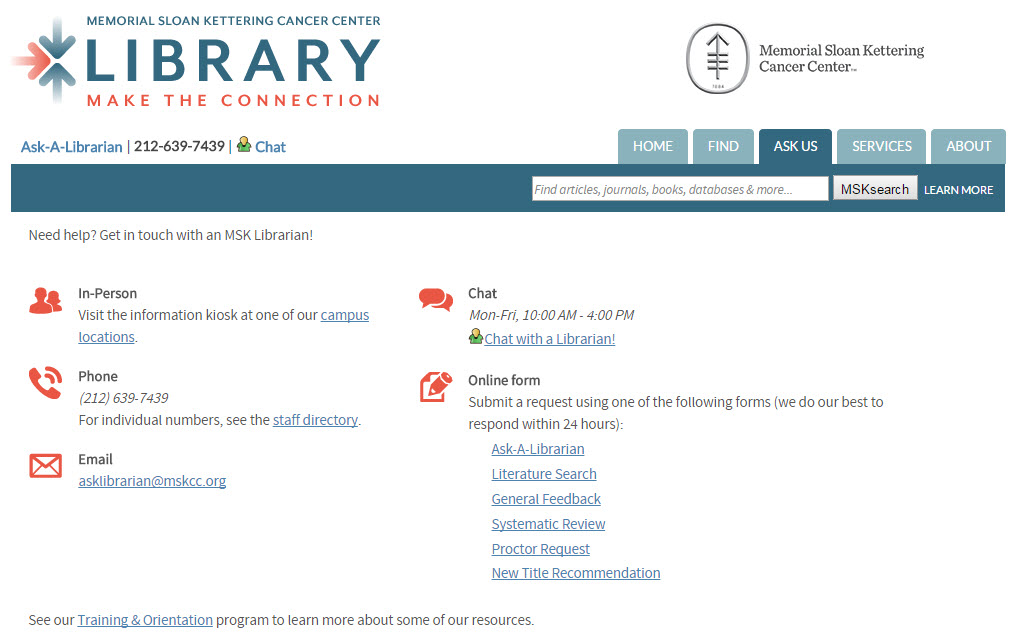 MEMORIAL SLOAN KETTERING CANCER CENTER
LIBRARY
MAKE THE CONNECTION
1884
Memorial Sloan Kettering
Cancer Center™
Ask-A-Librarian | 212-639-7439 | Chat
HOME FIND ASK US SERVICES ABOUT
Find articles, journals, books, databases & more... MSKsearch LEARN MORE
Need help? Get in touch with an MSK Librarian!
In-Person
Visit the information kiosk at one of our campus
locations.
Phone
(212) 639-7439
For individual numbers, see the staff directory.
Email
asklibrarian@mskcc.org
Chat
Mon-Fri, 10:00 AM - 4:00 PM
Chat with a Librarian!
Online form
Submit a request using one of the following forms (we do our best to
respond within 24 hours):
Ask-A-Librarian
Literature Search
General Feedback
Systematic Review
Proctor Request
New Title Recommendation
See our Training & Orientation program to learn more about some of our resources.